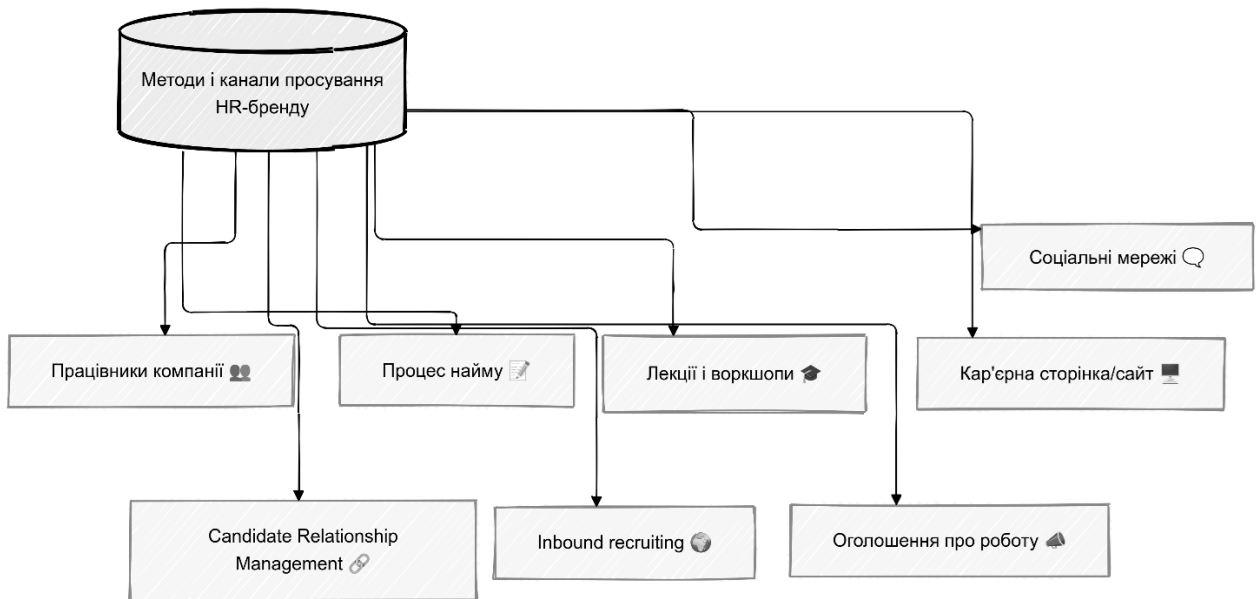 Методи і канали просування
HR-бренду
Соціальні мережі 🗨️
Працівники компанії 👥
Процес найму 📝
Лекції і воркшопи 🎓
Кар'єрна сторінка/сайт 🖥️
Candidate Relationship
Management 🔗
Inbound recruiting 🌍
Оголошення про роботу 📣